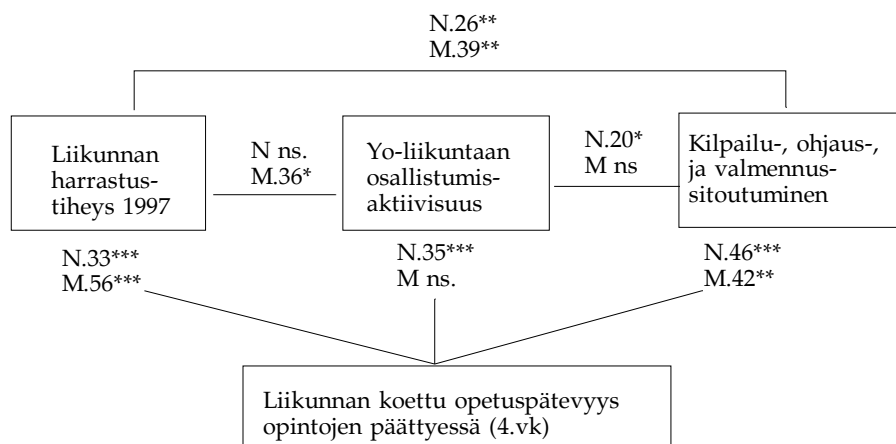 N.26**
M.39**
Liikunnan
harrastus-
tiheys 1997
N ns.
M.36*
Yo-liikuntaan
osallistumis-
aktiivisuus
N.20*
M ns
Kilpailu-, ohjaus-,
ja valmennus-
sitoutuminen
N.33***
M.56***
N.35***
M ns.
N.46***
M.42**
Liikunnan koettu opetuspätevyys
opintojen päättyessä (4.vk)